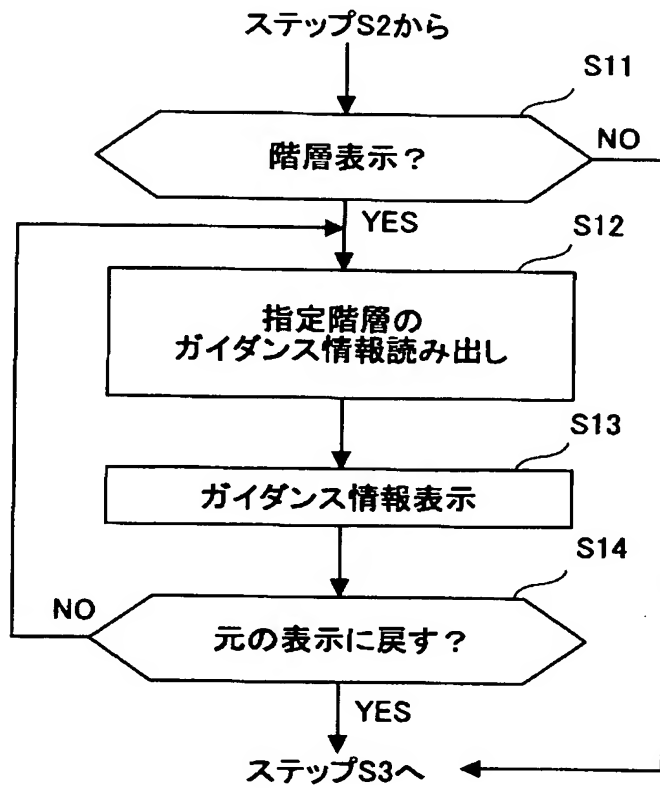 ステップS2から
S11
階層表示?
NO
YES
S12
指定階層の
ガイダンス情報読み出し
S13
ガイダンス情報表示
S14
NO
元の表示に戻す?
YES
ステップS3へ